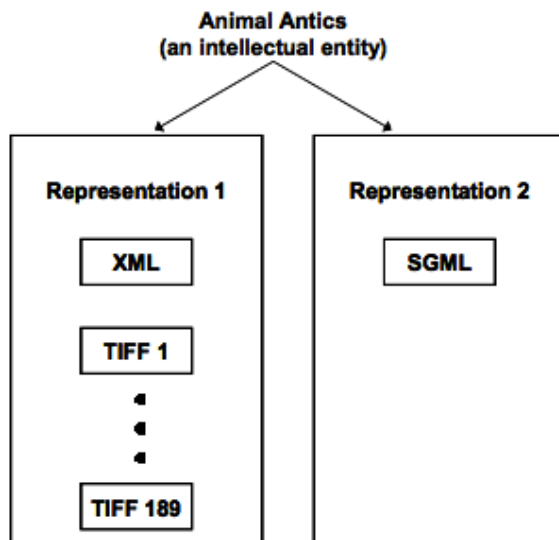 Animal Antics
(an intellectual entity)
Representation 1
XML
TIFF 1
TIFF 189
Representation 2
SGML